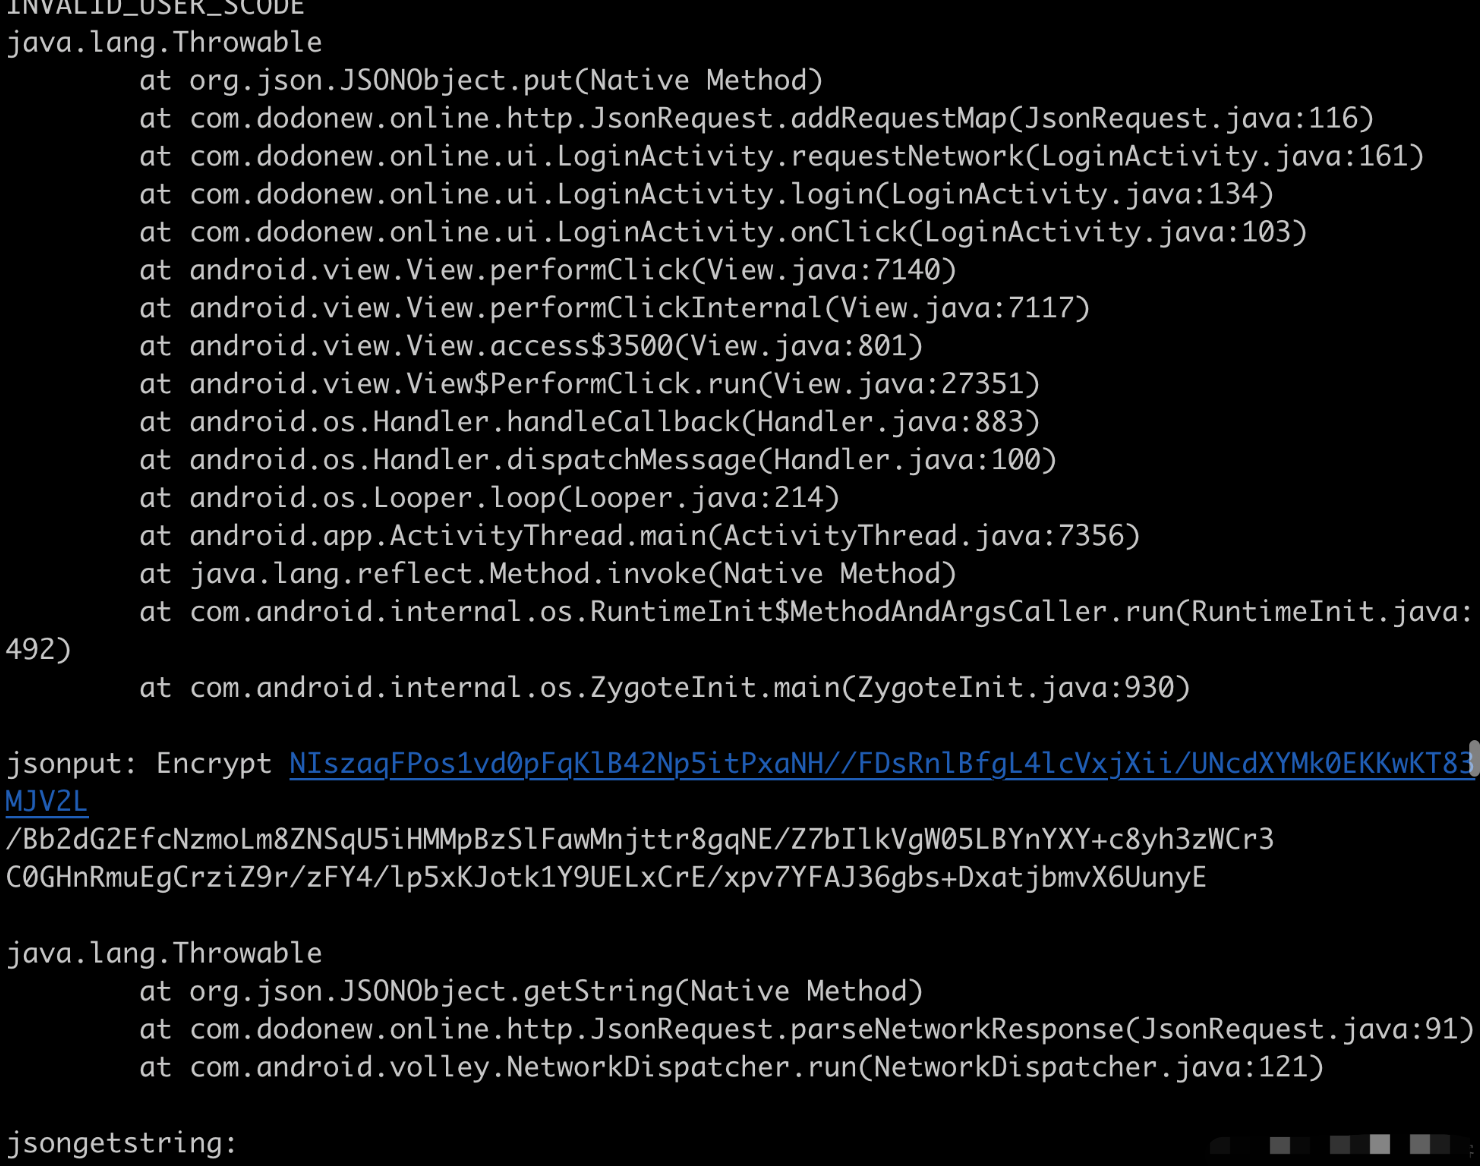 INVALID_USER_SCODE
java.lang.Throwable
        at org.json.JSONObject.put(Native Method)
        at com.dodonew.online.http.JsonRequest.addRequestMap(JsonRequest.java:116)
        at com.dodonew.online.ui.LoginActivity.requestNetwork(LoginActivity.java:161)
        at com.dodonew.online.ui.LoginActivity.login(LoginActivity.java:134)
        at com.dodonew.online.ui.LoginActivity.onClick(LoginActivity.java:103)
        at android.view.View.performClick(View.java:7140)
        at android.view.View.performClickInternal(View.java:7117)
        at android.view.View.access$3500(View.java:801)
        at android.view.View$PerformClick.run(View.java:27351)
        at android.os.Handler.handleCallback(Handler.java:883)
        at android.os.Handler.dispatchMessage(Handler.java:100)
        at android.os.Looper.loop(Looper.java:214)
        at android.app.ActivityThread.main(ActivityThread.java:7356)
        at java.lang.reflect.Method.invoke(Native Method)
        at com.android.internal.os.RuntimeInit$MethodAndArgsCaller.run(RuntimeInit.java:
492)
        at com.android.internal.os.ZygoteInit.main(ZygoteInit.java:930)
jsonput: Encrypt NIszaqFPos1vd0pFqKlB42Np5itPxaNH//FDsRnlBfgL4lcVxjXii/UNcdXYMk0EKKwKT83
MJV2L
/Bb2dG2EfcNzmoLm8ZNSqU5iHMMpBzSlFawMnjttr8gqNE/Z7bIlkVgW05LBYnYXY+c8yh3zWCr3
C0GHnRmuEgCrziZ9r/zFY4/lp5xKJotk1Y9UELxCrE/xpv7YFAJ36gbs+DxatjbmvX6UunyE
java.lang.Throwable
        at org.json.JSONObject.getString(Native Method)
        at com.dodonew.online.http.JsonRequest.parseNetworkResponse(JsonRequest.java:91)
        at com.android.volley.NetworkDispatcher.run(NetworkDispatcher.java:121)
jsongetstring: